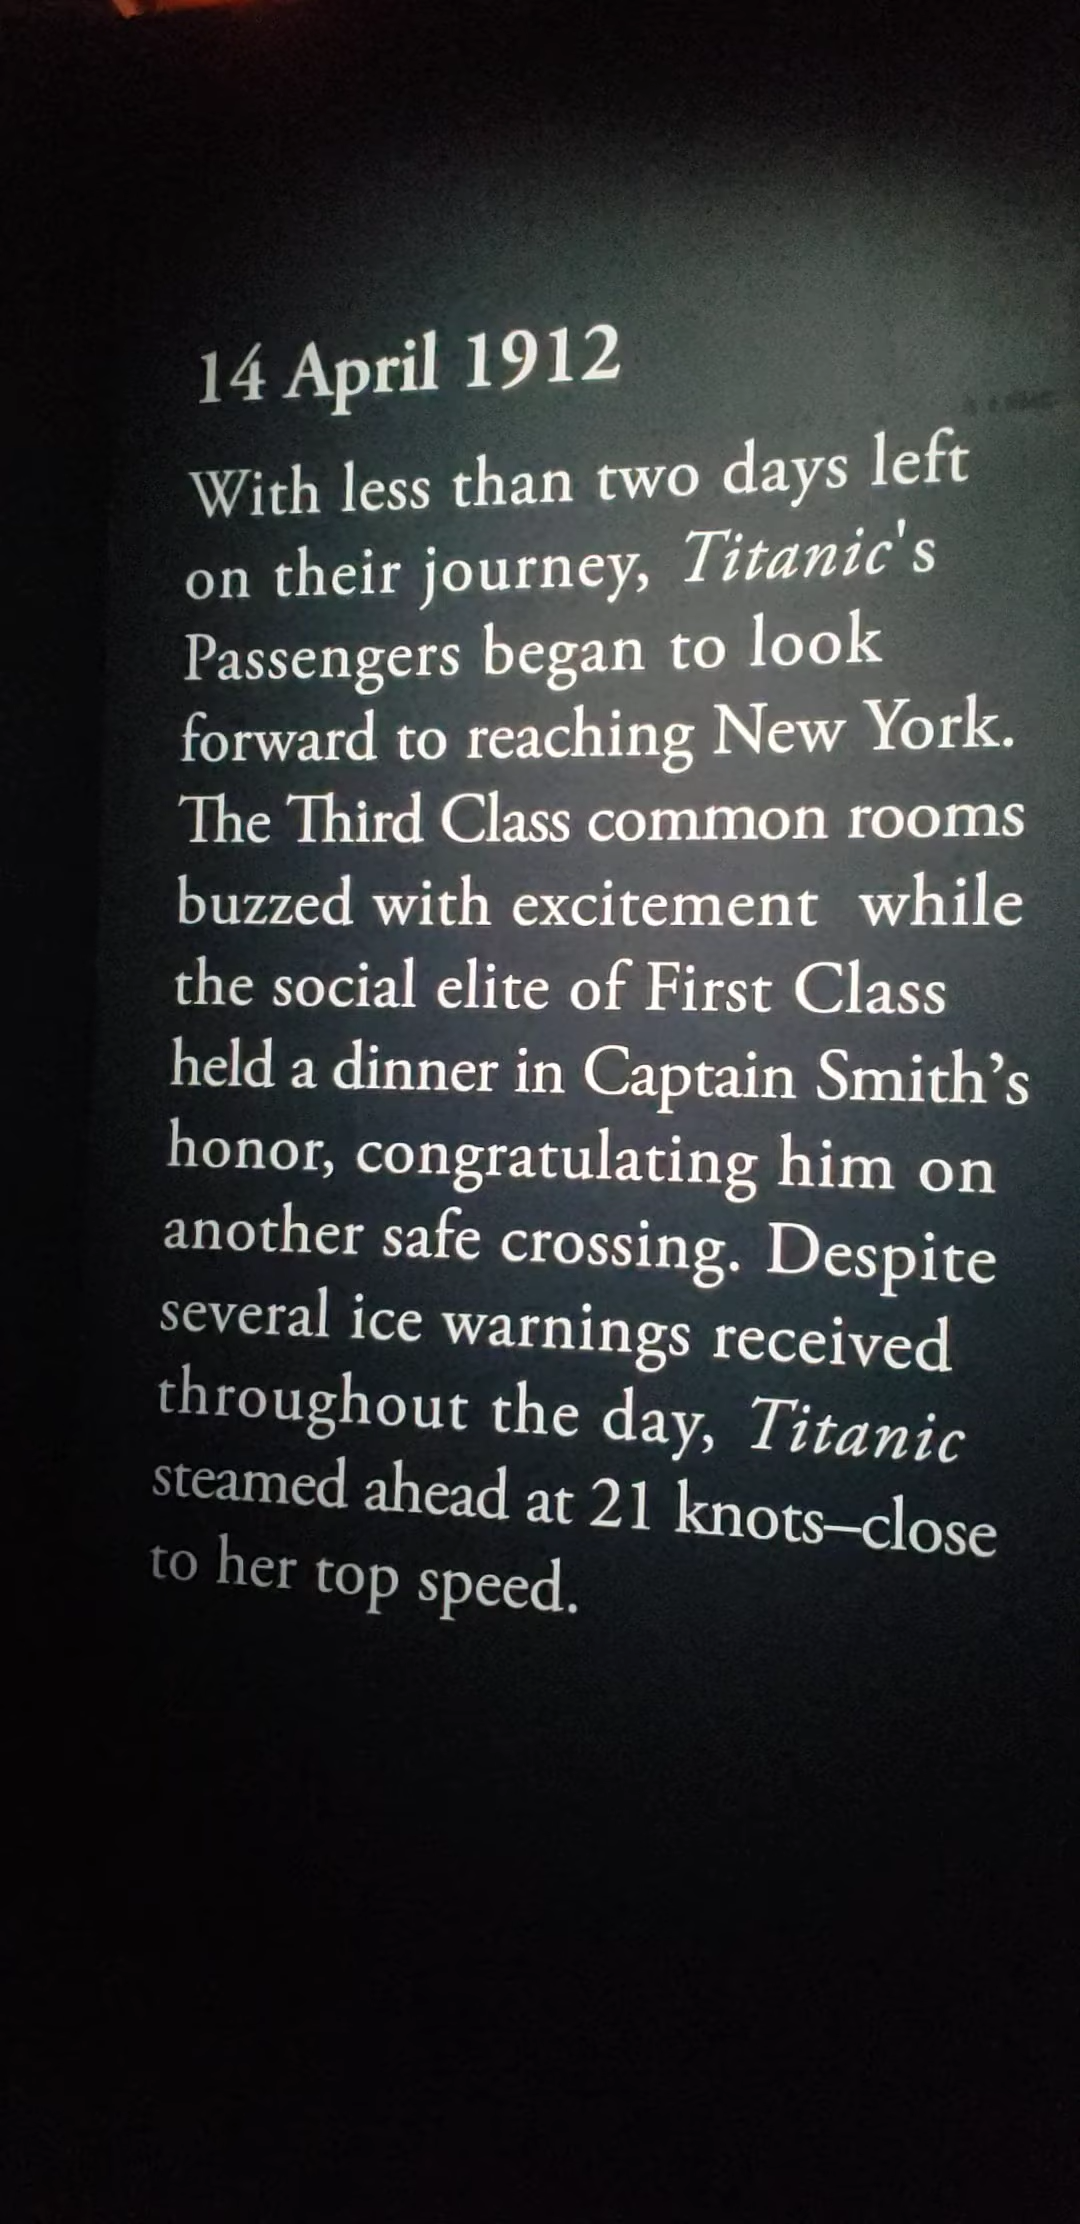 14 April 1912
With less than two days left
on their journey, Titanic's
Passengers began to look
forward to reaching New York.
The Third Class common rooms
buzzed with excitement  while
the social elite of First Class
held a dinner in Captain Smith’s
honor, congratulating him on
another safe crossing. Despite
several ice warnings received
throughout the day, Titanic
steamed ahead at 21 knots–close
to her top speed.